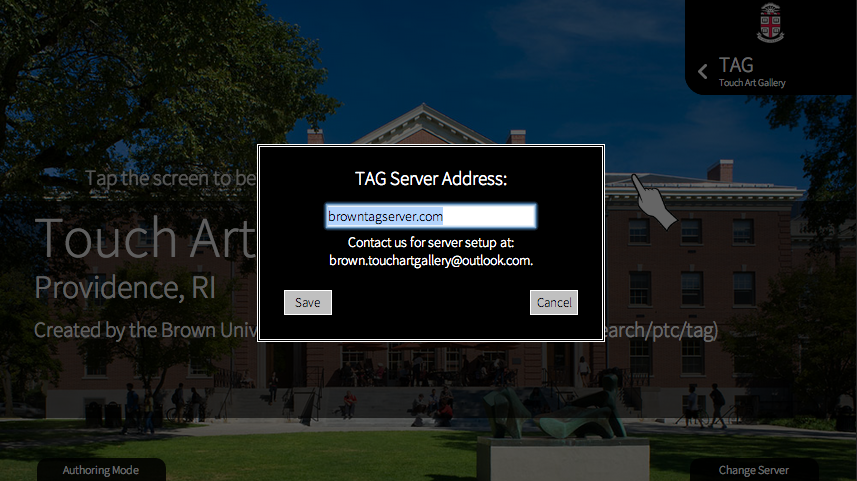 TAG
Touch Art Gallery
Tap the screen to be
Touch Art
Providence, RI
Created by the Brown Univ
earch/ptc/tag)
TAG Server Address:
browntagserver.com
Contact us for server setup at:
brown.touchartgallery@outlook.com.
Save
Cancel
Authoring Mode
Change Server